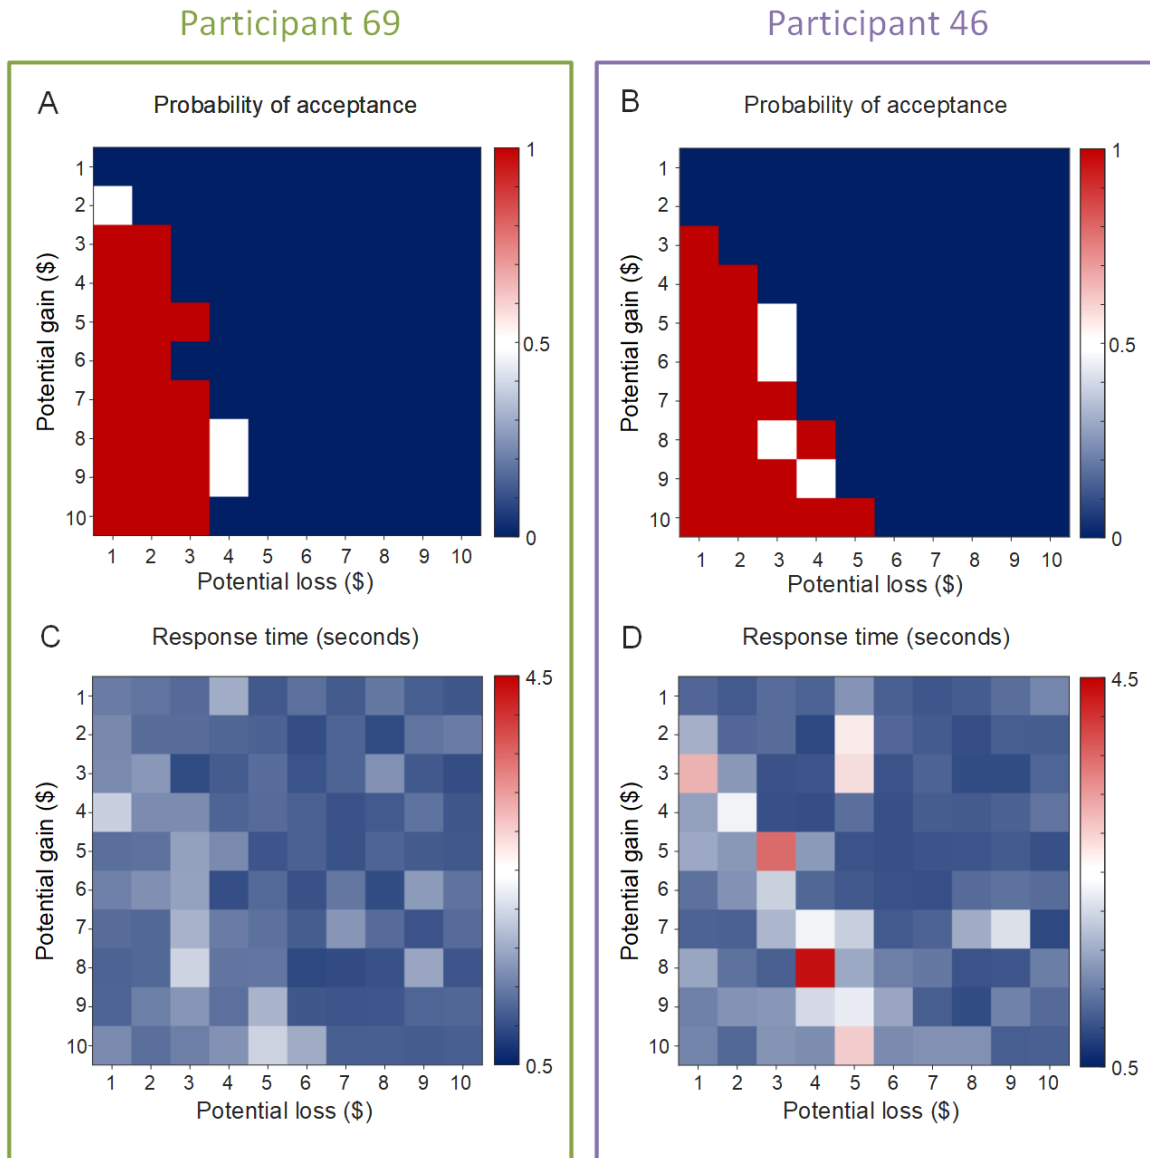 Participant 69
Participant 46
A
Probability of acceptance
1
2
3
4
5
6
7
8
9
10
Potential gain ($)
1 2 3 4 5 6 7 8 9 10
Potential loss ($)
1
0.5
0
B
Probability of acceptance
1
2
3
4
5
6
7
8
9
10
Potential gain ($)
1 2 3 4 5 6 7 8 9 10
Potential loss ($)
1
0.5
0
C
Response time (seconds)
1
2
3
4
5
6
7
8
9
10
Potential gain ($)
1 2 3 4 5 6 7 8 9 10
Potential loss ($)
4.5
0.5
D
Response time (seconds)
1
2
3
4
5
6
7
8
9
10
Potential gain ($)
1 2 3 4 5 6 7 8 9 10
Potential loss ($)
4.5
0.5